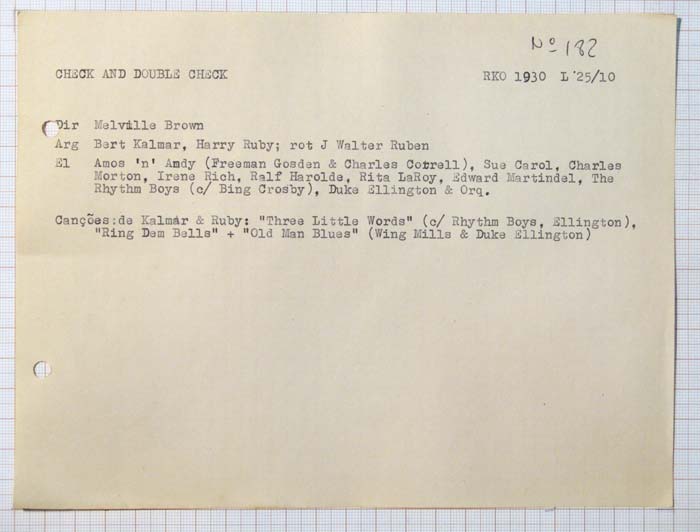 Nº 182
CHECK AND DOUBLE CHECK RKO 1930 L '25/10
Dir Melville Brown
Arg Bert Kalmar, Harry Ruby; rot J Walter Ruben
El Amos 'n' Andy (Freeman Gosden & Charles Correll), Sue Carol, Charles
Morton, Irene Rich, Ralf Harolde, Rita LaRoy, Edward Martindel, The
Rhythm Boys (c/ Bing Crosby), Duke Ellington & Orq.
Canções:de Kalmar & Ruby: "Three Little Words" (c/ Rhythm Boys, Ellington),
"Ring Dem Bells" + "Old Man Blues" (Wing Mills & Duke Ellington)